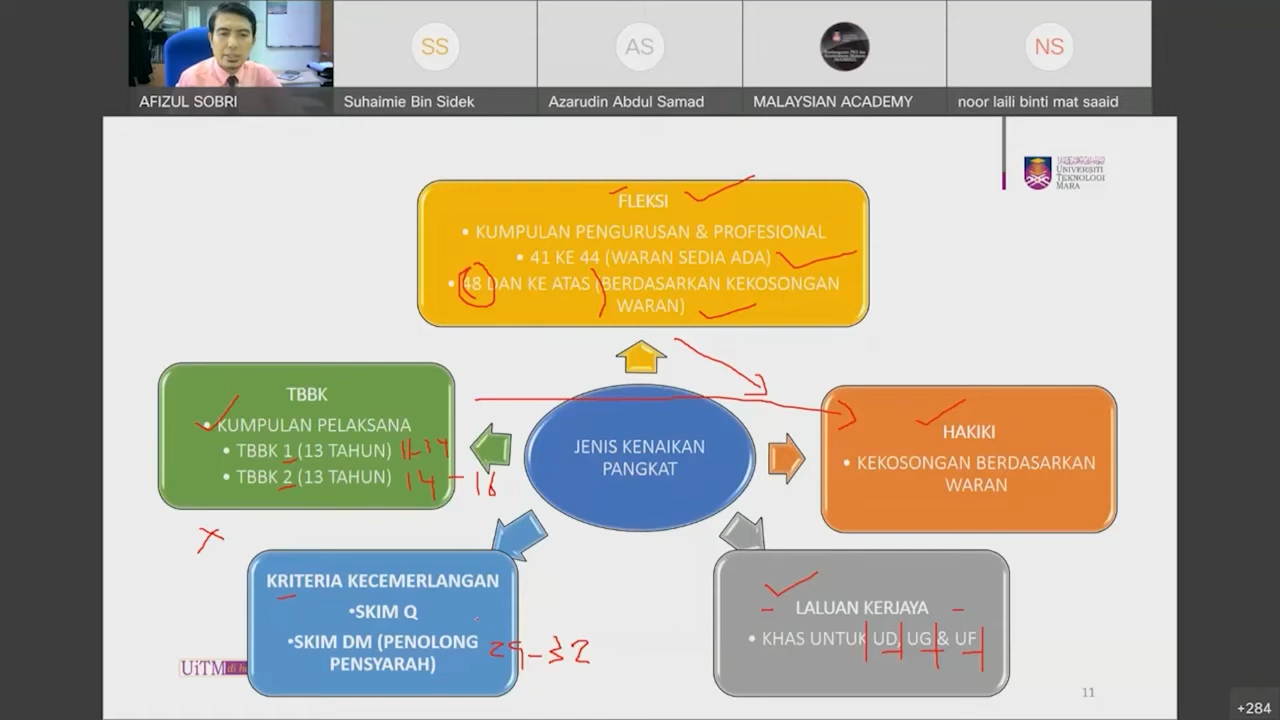 SS
AS
NS
AFIZUL SOBRI
Suhaimie Bin Sidek
Azarudin Abdul Samad
MALAYSIAN ACADEMY
noor laili binti mat saaid
UNIVERSITI
TEKNOLOGI
MARA
FLEKSI
• KUMPULAN PENGURUSAN & PROFESIONAL
• 41 KE 44 (WARAN SEDIA ADA)
• 48 DAN KE ATAS (BERDASARKAN KEKOSONGAN
WARAN)
TBBK
• KUMPULAN PELAKSANA
• TBBK 1 (13 TAHUN)
• TBBK 2 (13 TAHUN) 14 - 16
JENIS KENAIKAN
PANGKAT
HAKIKI
• KEKOSONGAN BERDASARKAN
WARAN
KRITERIA KECEMERLANGAN
•SKIM Q
•SKIM DM (PENOLONG
PENSYARAH) 29-32
LALUAN KERJAYA
• KHAS UNTUK UD, UG & UF
UiTM di
11
+284